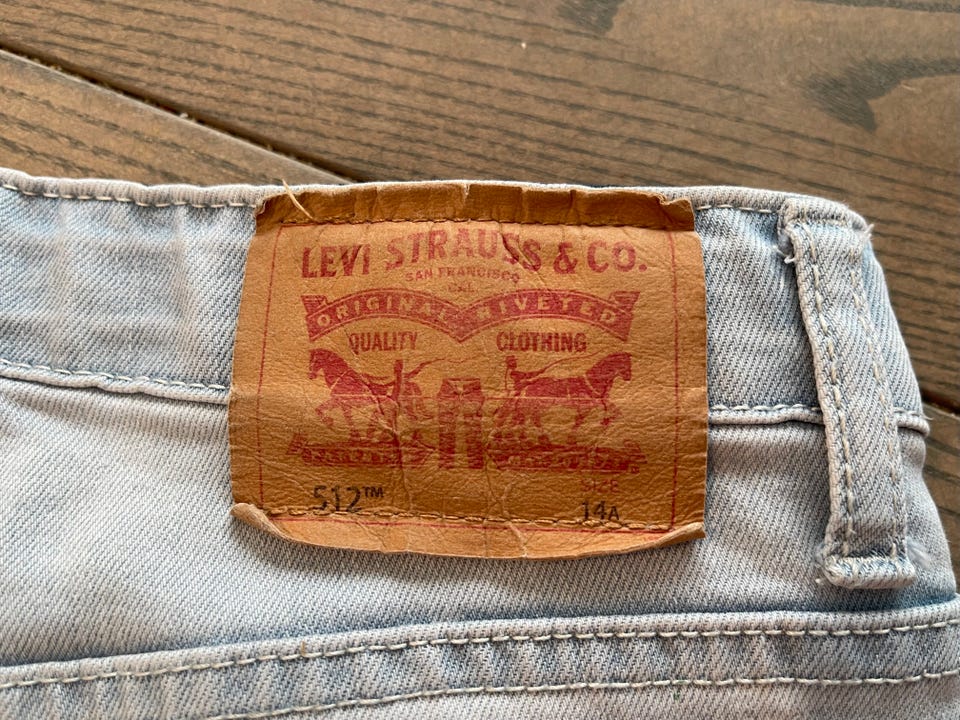 LEVI STRAUSS & CO.
SAN FRANCISCO
CAL.
ORIGINAL RIVETED
QUALITY CLOTHING
SIZE
512™ 14A